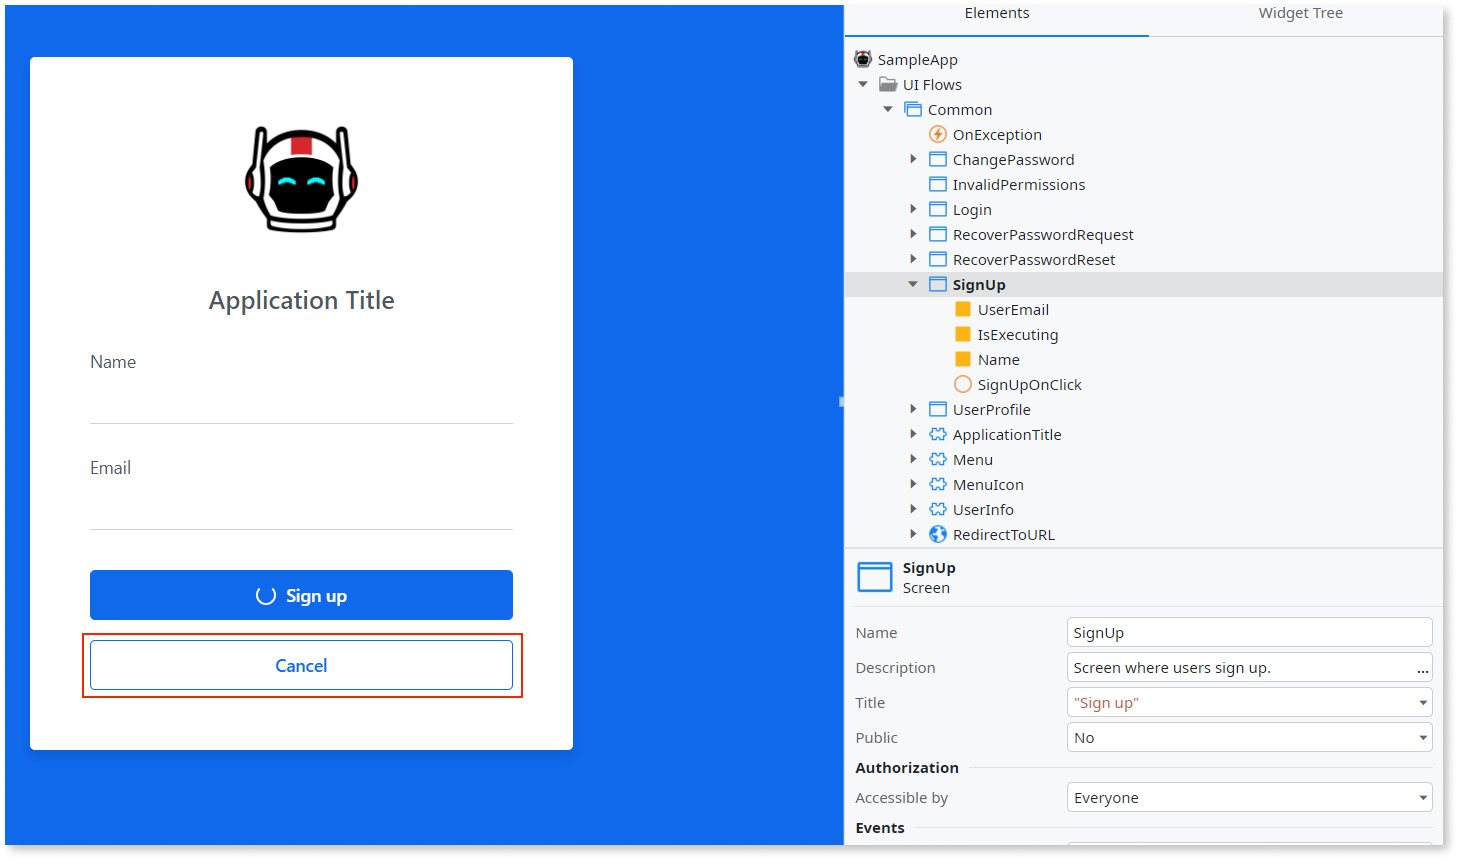 Application Title
Name
Email
Sign up
Cancel
Elements
Widget Tree
SampleApp
UI Flows
Common
OnException
ChangePassword
InvalidPermissions
Login
RecoverPasswordRequest
RecoverPasswordReset
SignUp
UserEmail
IsExecuting
Name
SignUpOnClick
UserProfile
ApplicationTitle
Menu
MenuIcon
UserInfo
RedirectToURL
SignUp
Screen
Name SignUp
Description Screen where users sign up. ...
Title "Sign up"
Public No
Authorization
Accessible by Everyone
Events